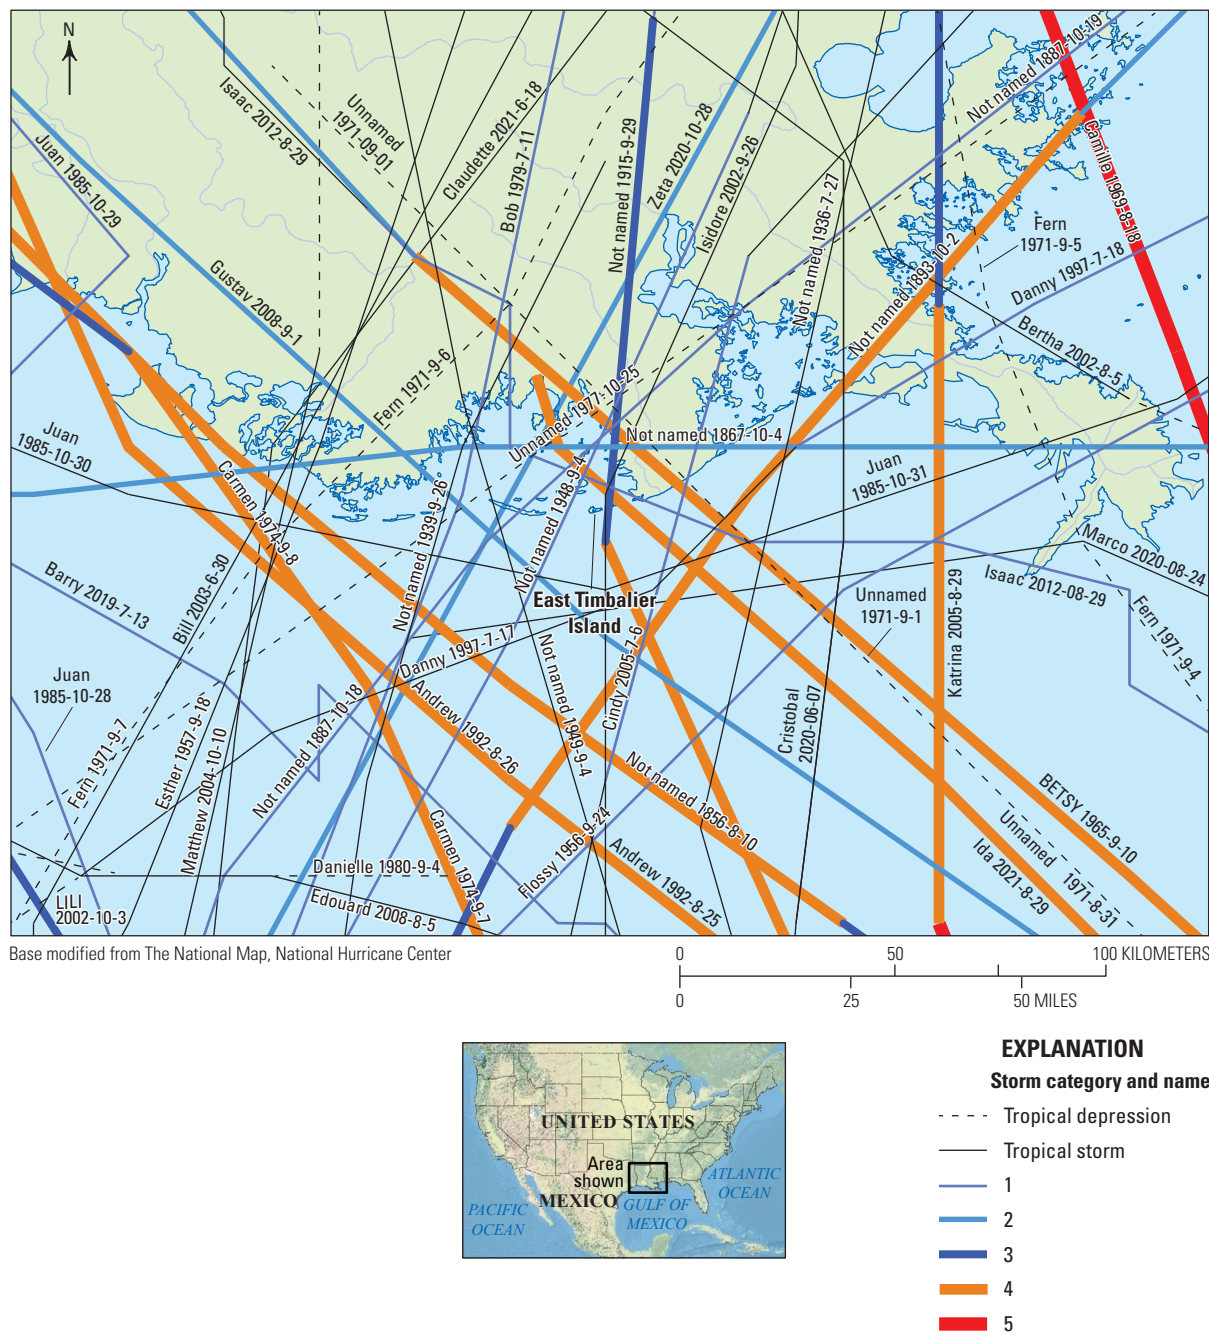 N
Juan 1985-10-29
Isaac 2012-8-29
Unnamed
1971-09-01
Claudette 2021-6-18
Bob 1979-7-11
Not named 1915-9-29
Zeta 2020-10-28
Isidore 2002-9-26
Not named 1936-7-27
Not named 1887-10-19
Camille 1969-8-18
Not named 1893-10-2
Fern
1971-9-5
Danny 1997-7-18
Bertha 2002-8-5
Gustav 2008-9-1
Fern 1971-9-6
Unnamed 1977-10-25
Not named 1867-10-4
Juan
1985-10-30
Juan
1985-10-31
Carmen 1974-9-8
Not named 1939-9-26
Not named 1948-9-4
Marco 2020-08-24
Isaac 2012-08-29
Fern 1971-9-4
Barry 2019-7-13
Bill 2003-6-30
East Timbalier
Island
Unnamed
1971-9-1
Katrina 2005-8-29
Danny 1997-7-17
Not named 1949-9-4
Cindy 2005-7-6
Cristobal
2020-06-07
Juan
1985-10-28
Fern 1971-9-7
Esther 1957-9-18
Matthew 2004-10-10
Not named 1887-10-18
Andrew 1992-8-26
Not named 1856-8-10
BETSY 1965-9-10
Unnamed 1971-8-31
Ida 2021-8-29
Carmen 1974-9-7
Flossy 1956-9-24
Andrew 1992-8-25
Danielle 1980-9-4
Edouard 2008-8-5
LILI
2002-10-3
Base modified from The National Map, National Hurricane Center
0 50 100 KILOMETERS
0 25 50 MILES
UNITED STATES
Area
shown
MEXICO
PACIFIC
OCEAN
GULF OF
MEXICO
ATLANTIC
OCEAN
EXPLANATION
Storm category and name
Tropical depression
Tropical storm
1
2
3
4
5